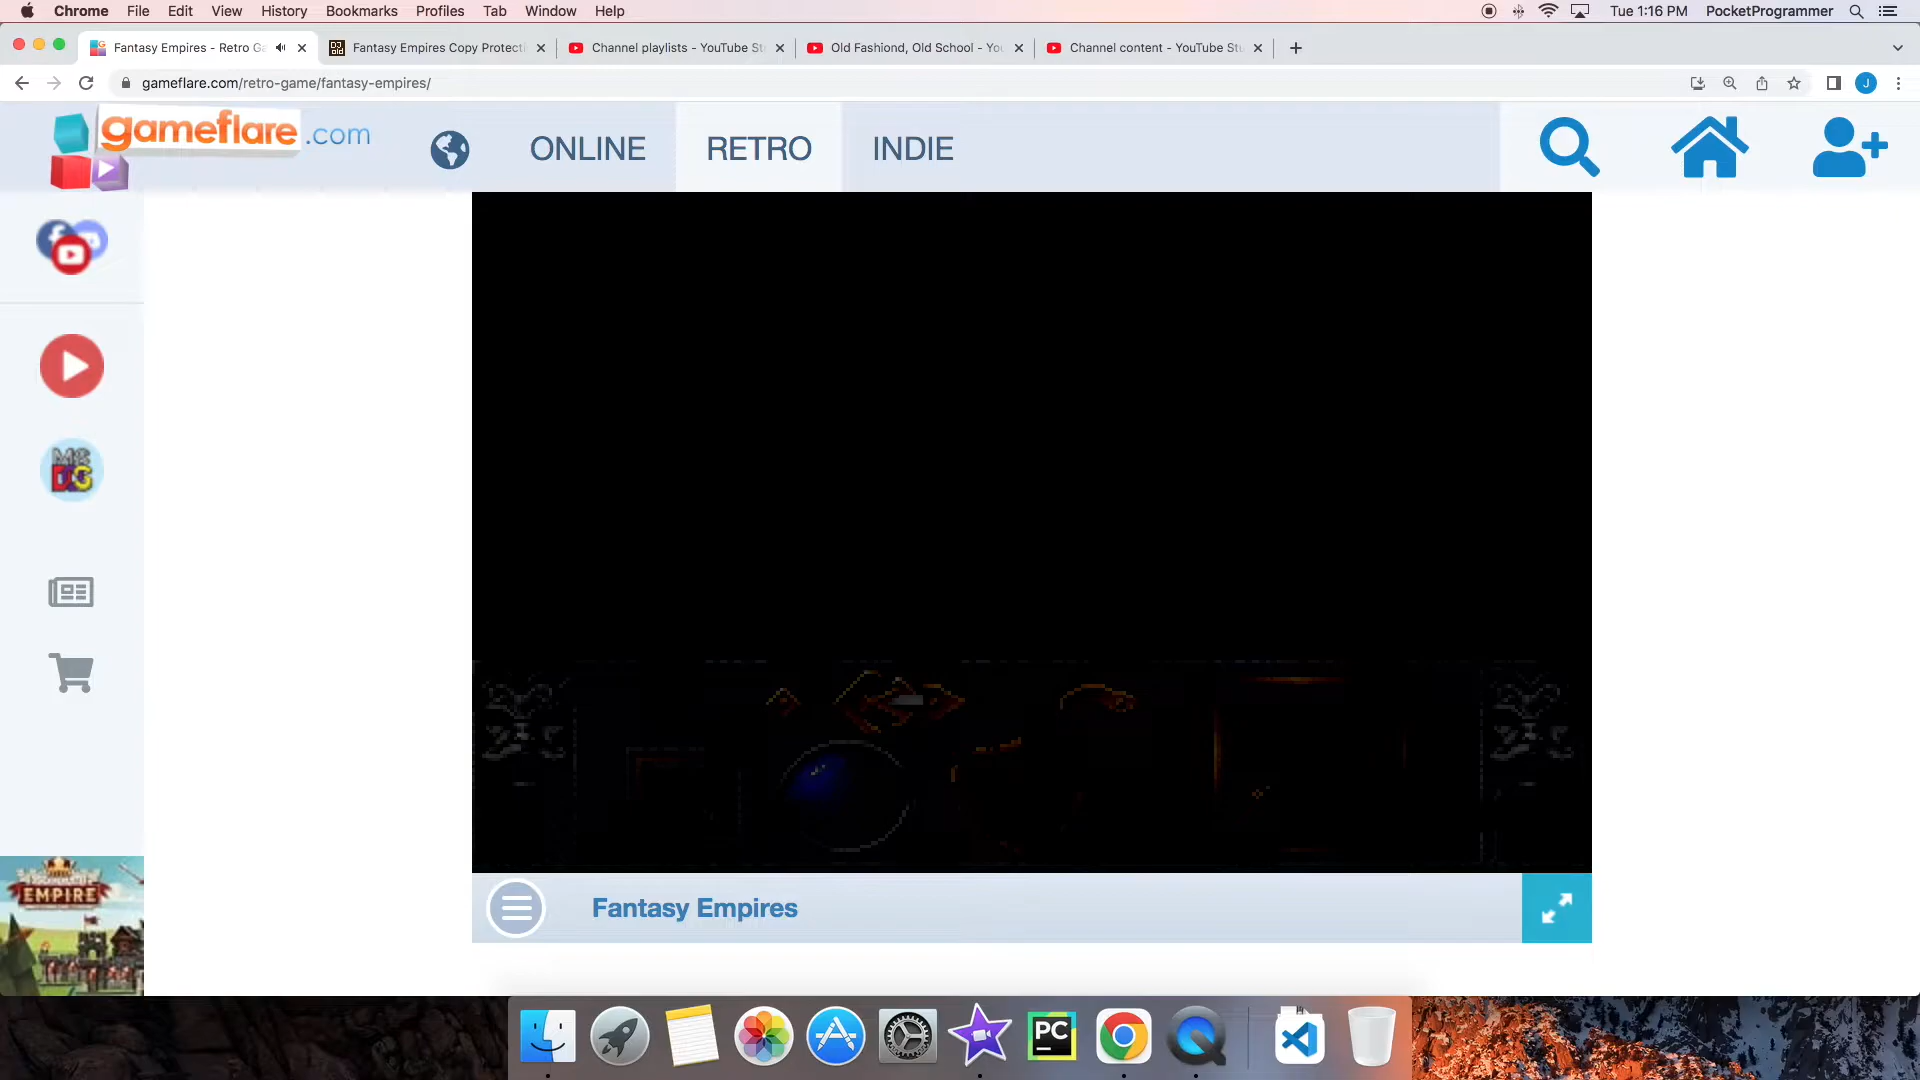 Chrome File Edit View History Bookmarks Profiles Tab Window Help Tue 1:16 PM PocketProgrammer
Fantasy Empires - Retro Ga Fantasy Empires Copy Protecti Channel playlists - YouTube St Old Fashiond, Old School - You Channel content - YouTube Stu
gameflare.com/retro-game/fantasy-empires/ J
gameflare.com ONLINE RETRO INDIE
EMPIRE
Fantasy Empires
PC